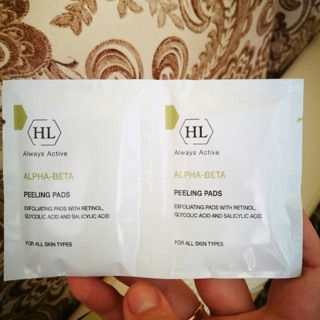 HL
Always Active
ALPHA-BETA
PEELING PADS
EXFOLIATING PADS WITH RETINOL,
GLYCOLIC ACID AND SALICYLIC ACID
FOR ALL SKIN TYPES
HL
Always Active
ALPHA-BETA
PEELING PADS
EXFOLIATING PADS WITH RETINOL,
GLYCOLIC ACID AND SALICYLIC ACID
FOR ALL SKIN TYPES